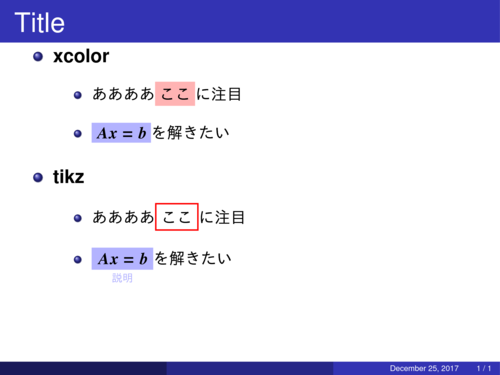 Title
xcolor
ああああ ここ に注目
Ax = b を解きたい
tikz
ああああ ここ に注目
Ax = b を解きたい
説明
December 25, 2017 1 / 1